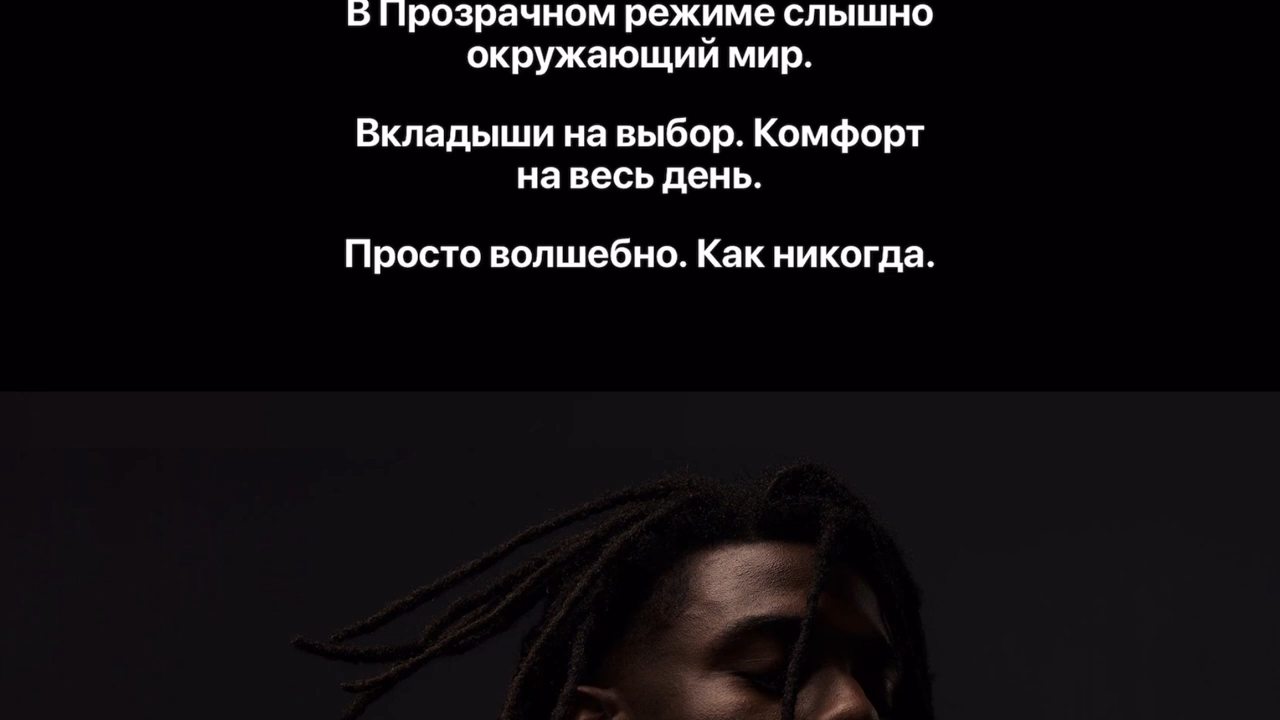 В Прозрачном режиме слышно
окружающий мир.
Вкладыши на выбор. Комфорт
на весь день.
Просто волшебно. Как никогда.